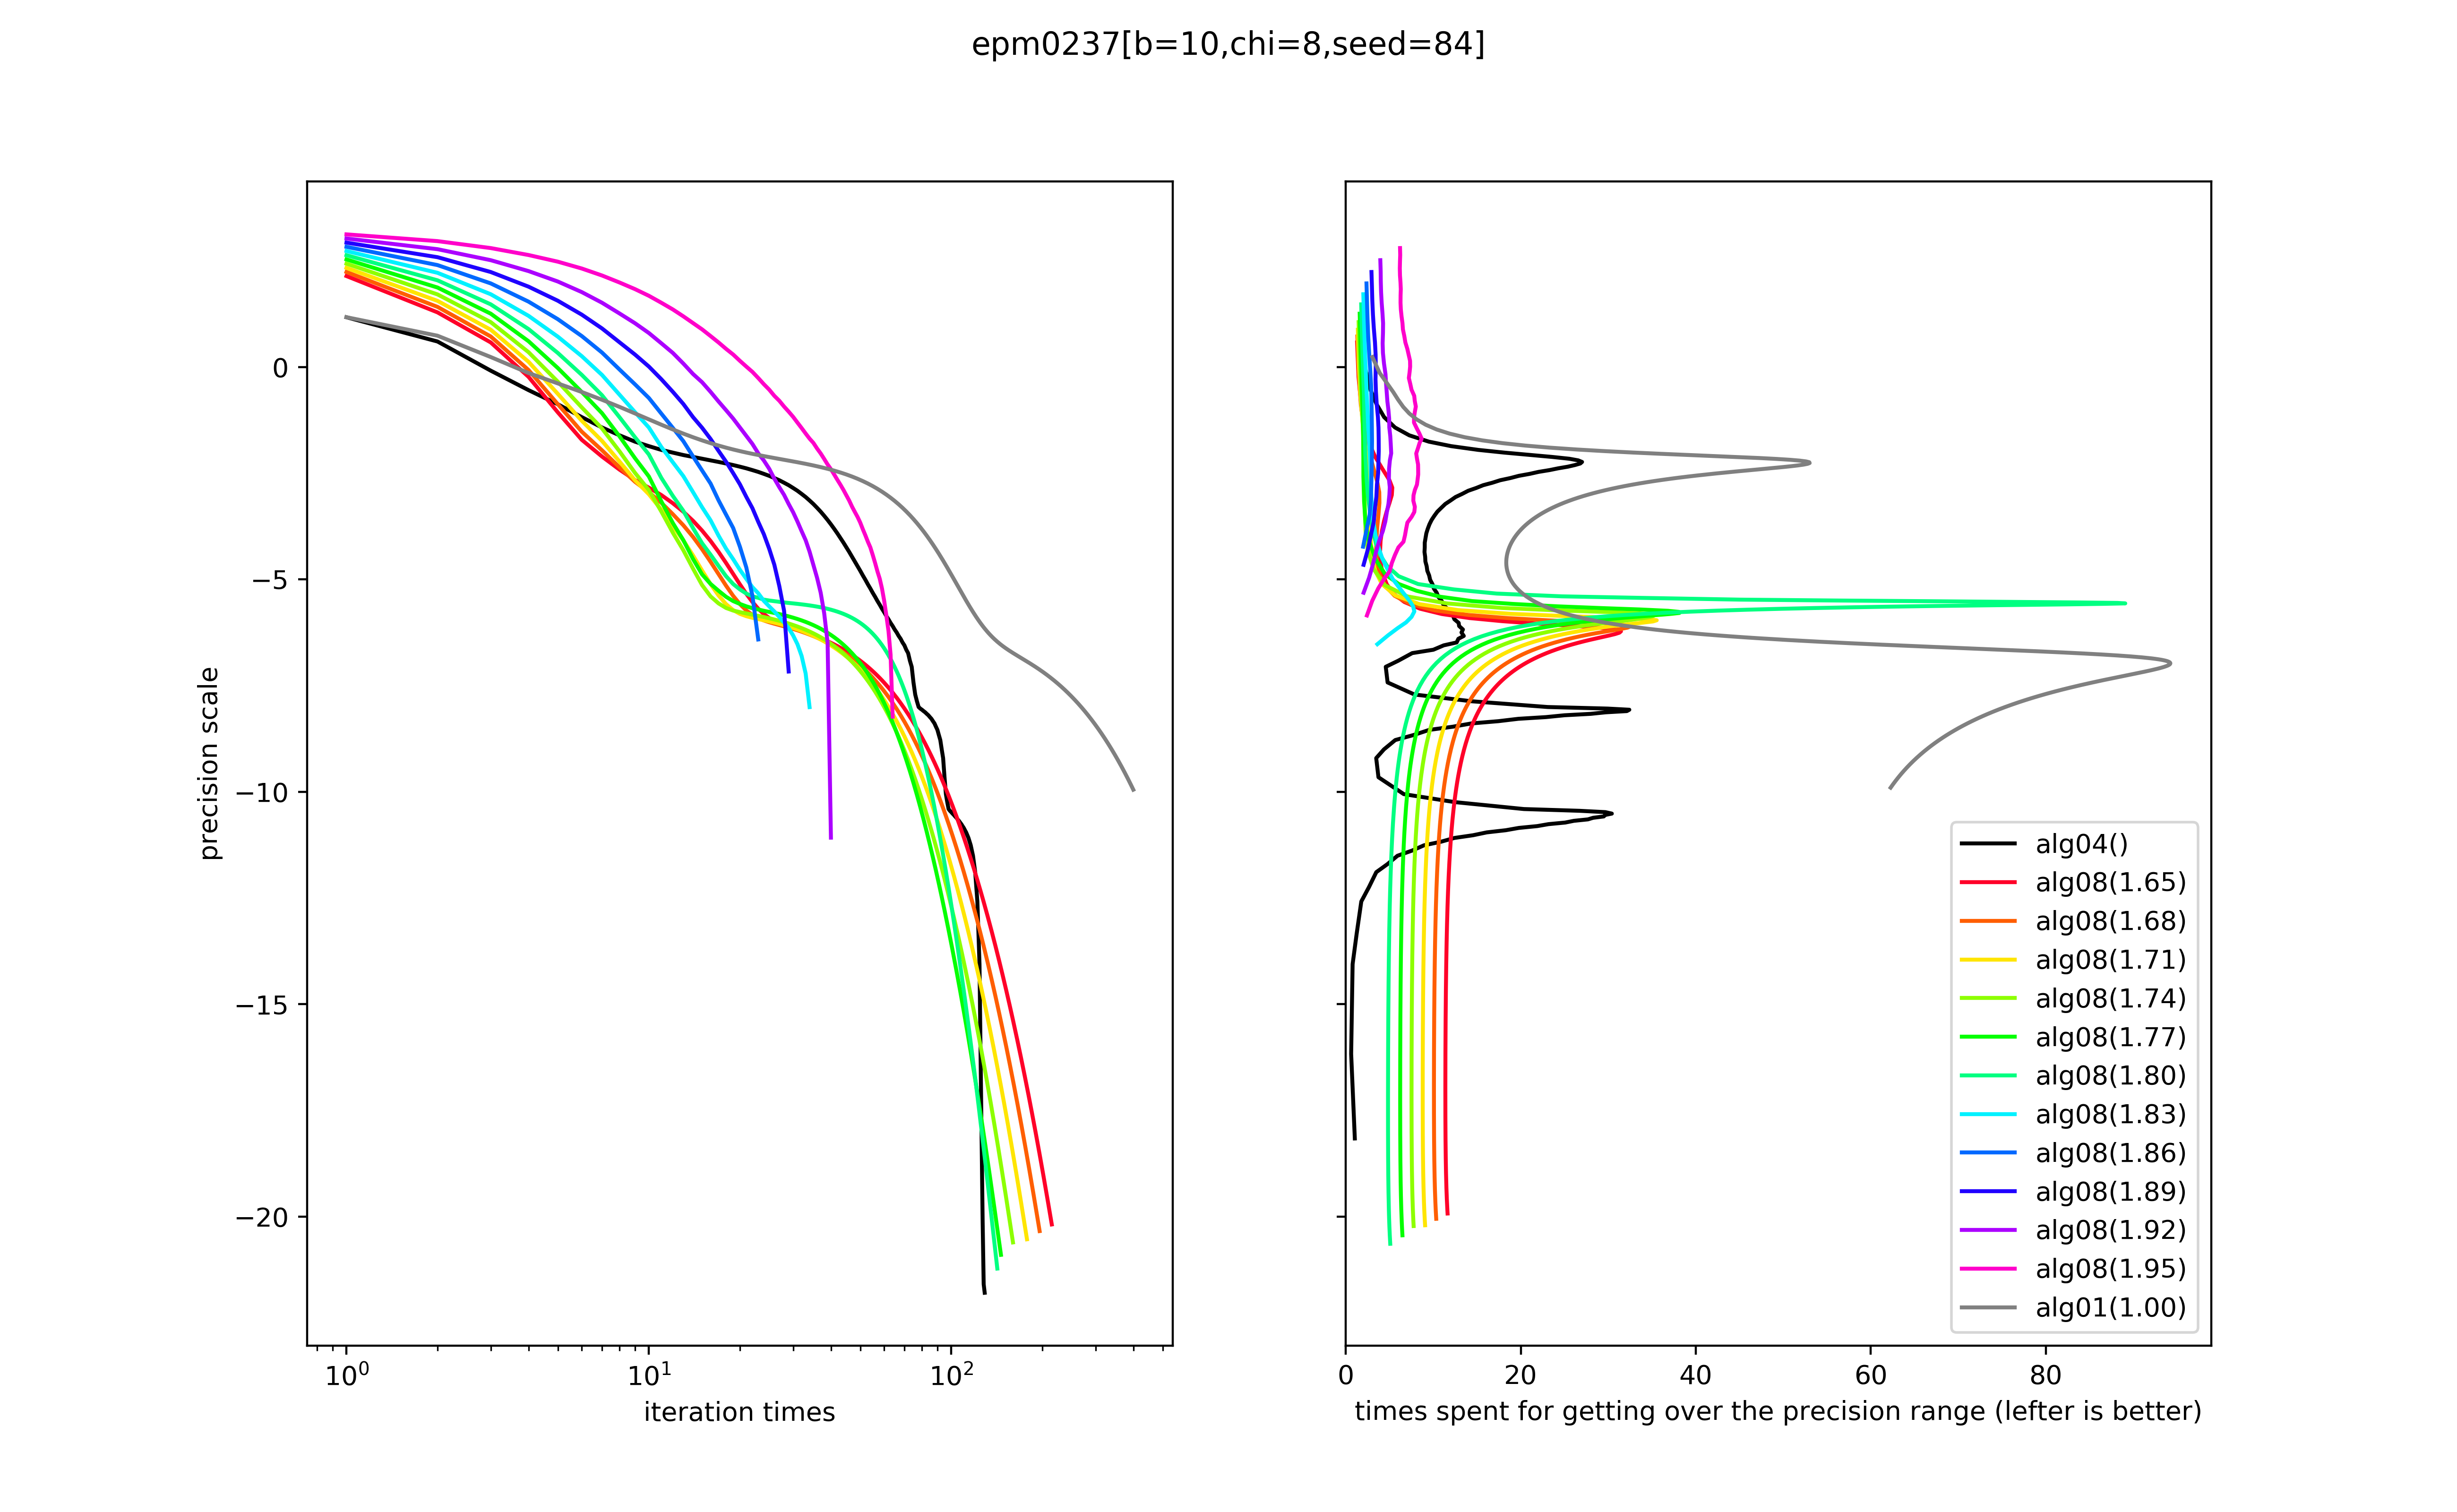 epm0237[b=10,chi=8,seed=84]
precision scale
0
−5
−10
−15
−20
10⁰ 10¹ 10²
iteration times
0 20 40 60 80
times spent for getting over the precision range (lefter is better)
alg04()
alg08(1.65)
alg08(1.68)
alg08(1.71)
alg08(1.74)
alg08(1.77)
alg08(1.80)
alg08(1.83)
alg08(1.86)
alg08(1.89)
alg08(1.92)
alg08(1.95)
alg01(1.00)